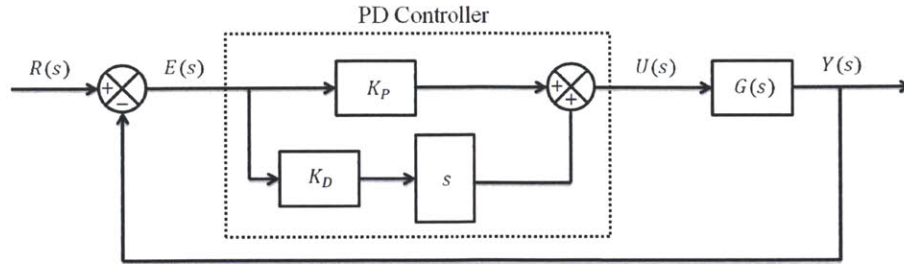 PD Controller
R(s)
+
−
E(s)
K_P
+
+
U(s)
G(s)
Y(s)
K_D
s